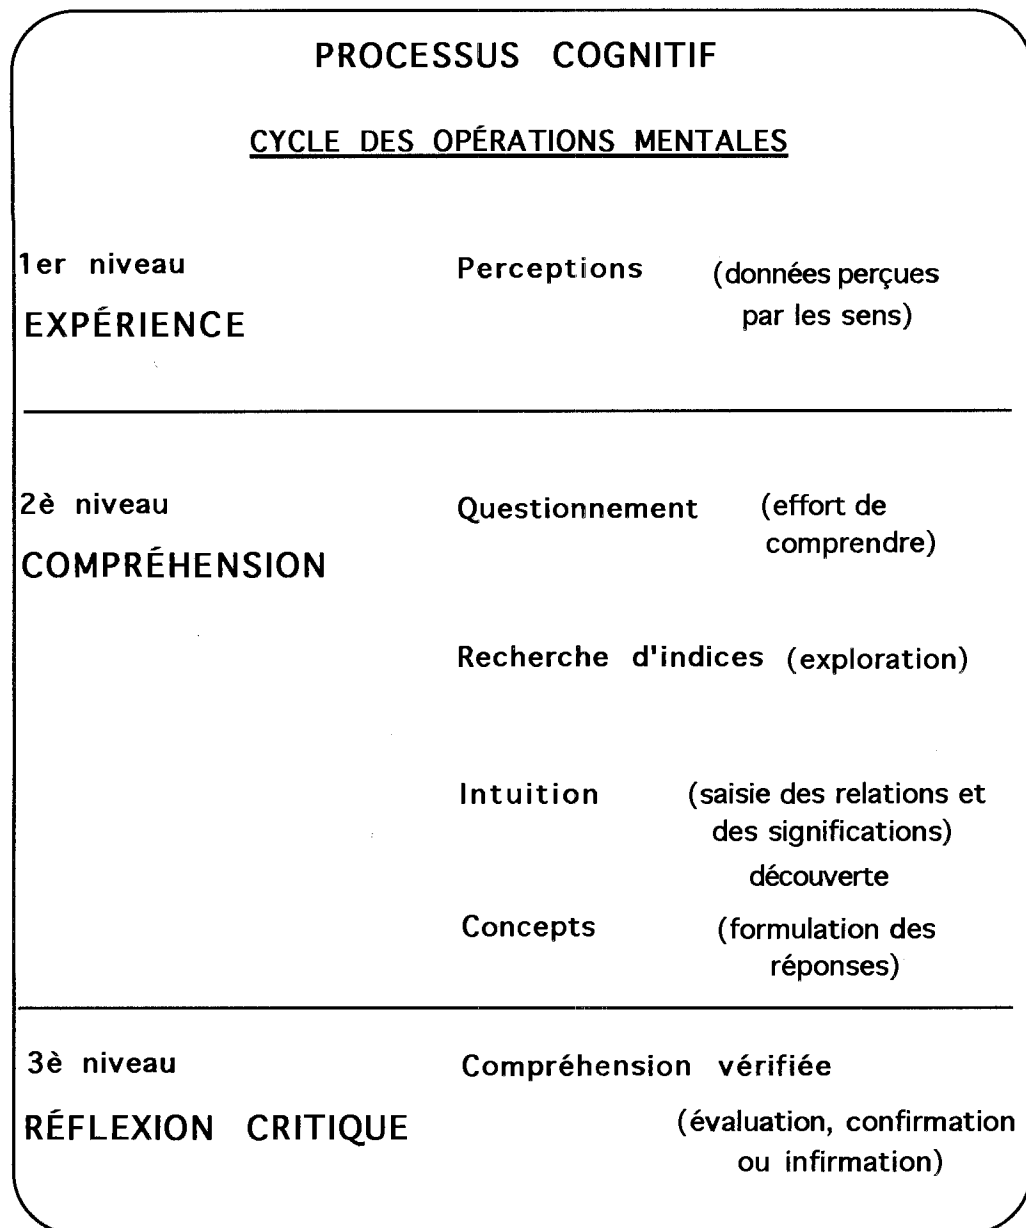 PROCESSUS COGNITIF
CYCLE DES OPÉRATIONS MENTALES
1er niveau Perceptions (données perçues
EXPÉRIENCE par les sens)
2è niveau Questionnement (effort de
COMPRÉHENSION comprendre)
Recherche d'indices (exploration)
Intuition (saisie des relations et
des significations)
découverte
Concepts (formulation des
réponses)
3è niveau Compréhension vérifiée
RÉFLEXION CRITIQUE (évaluation, confirmation
ou infirmation)